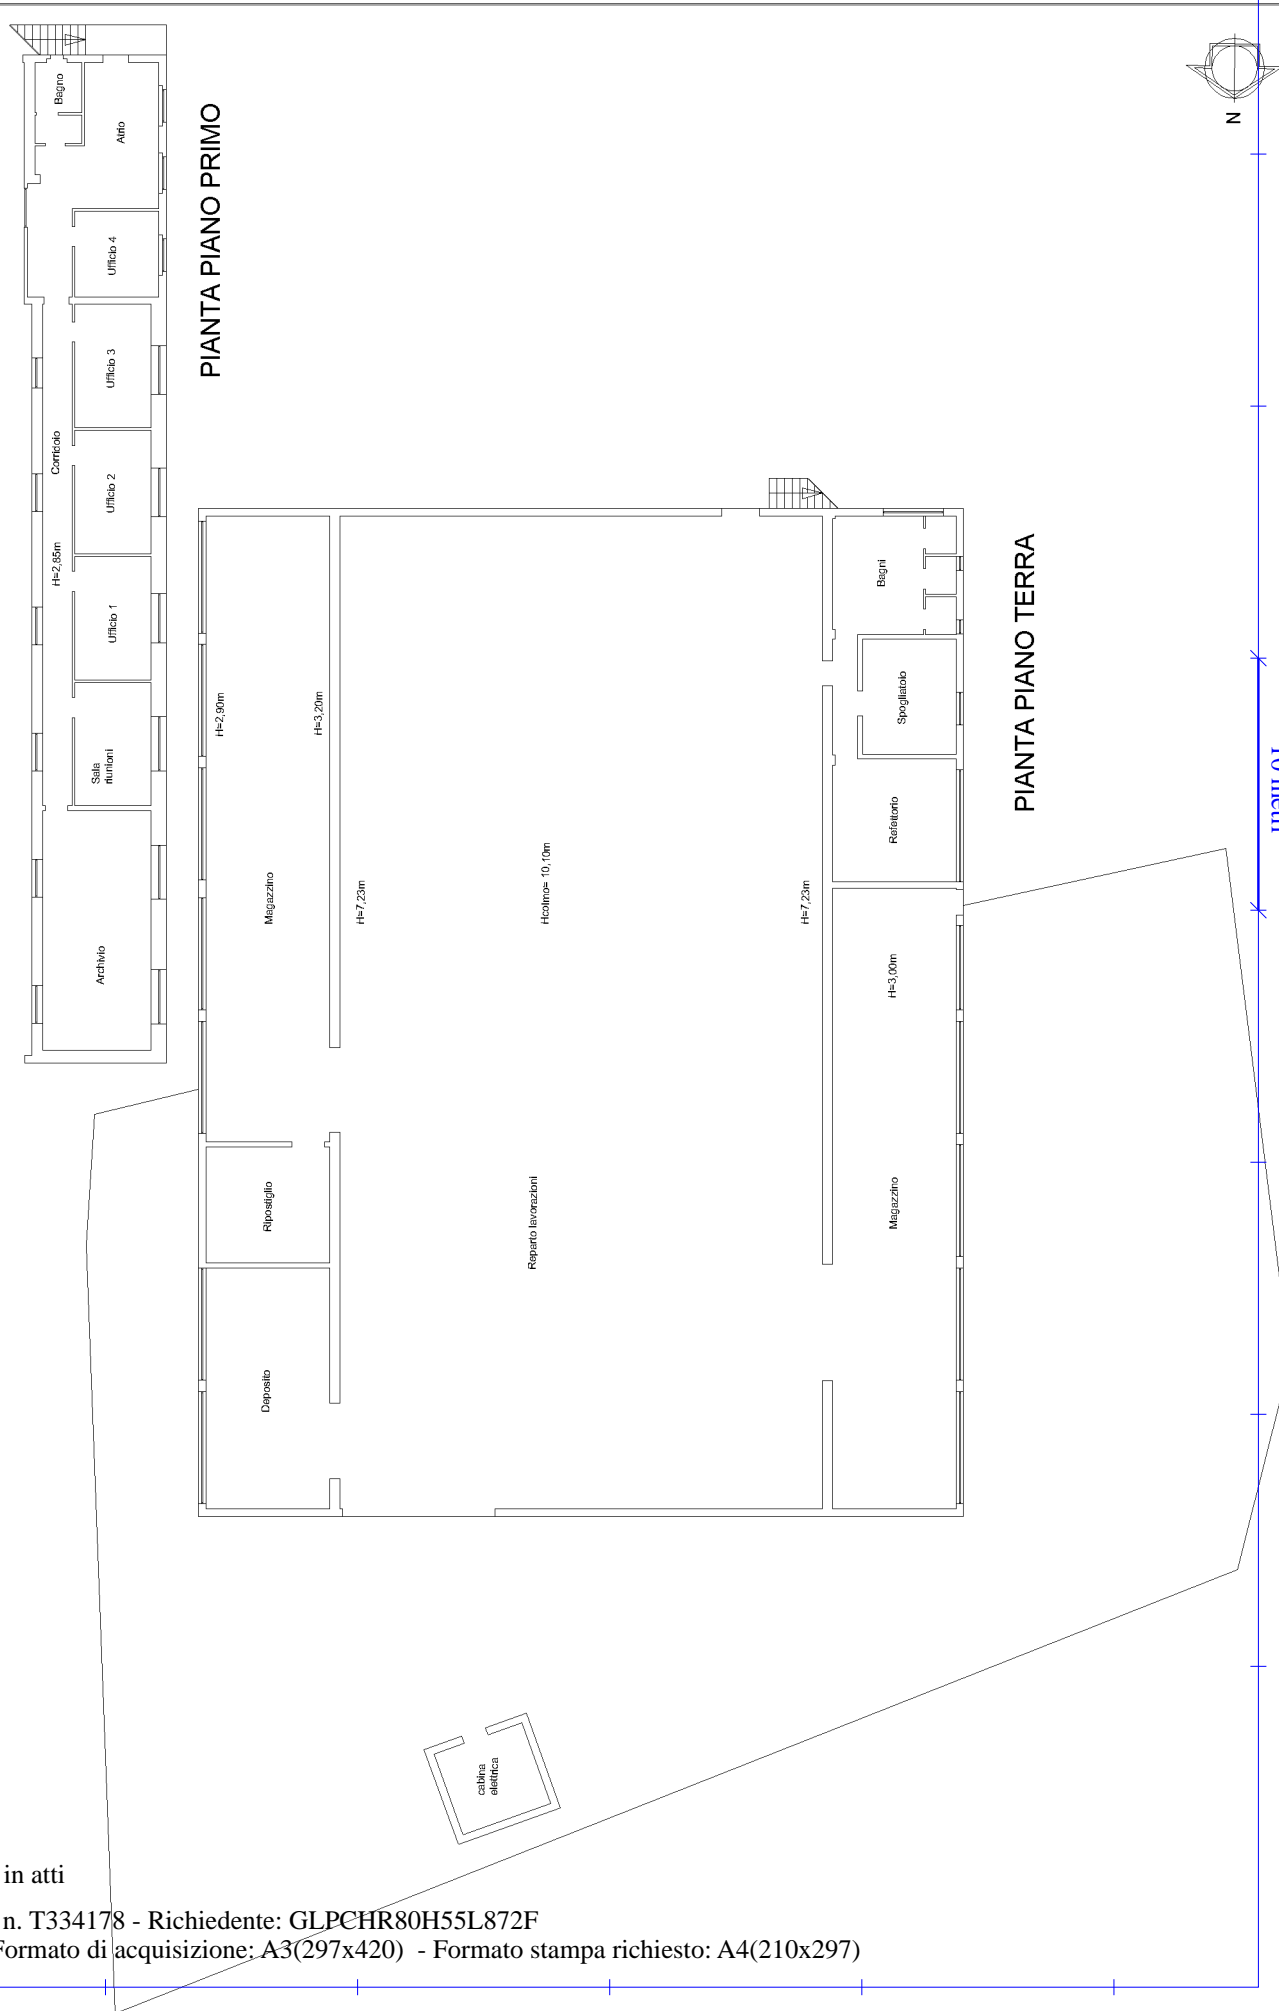 Bagno
Atrio
Ufficio 4
Ufficio 3
Corridoio
Ufficio 2
H=2,85m
Ufficio 1
Sala
riunioni
Archivio
PIANTA PIANO PRIMO
N
Bagni
Spogliatoio
Refettorio
H=2,90m
H=3,20m
Magazzino
H=7,23m
Hcolmo= 10,10m
H=7,23m
H=3,00m
Ripostiglio
Reparto lavorazioni
Magazzino
Deposito
PIANTA PIANO TERRA
10 metri
cabina
elettrica
in atti
n. T334178 - Richiedente: GLPCHR80H55L872F
Formato di acquisizione: A3(297x420) - Formato stampa richiesto: A4(210x297)